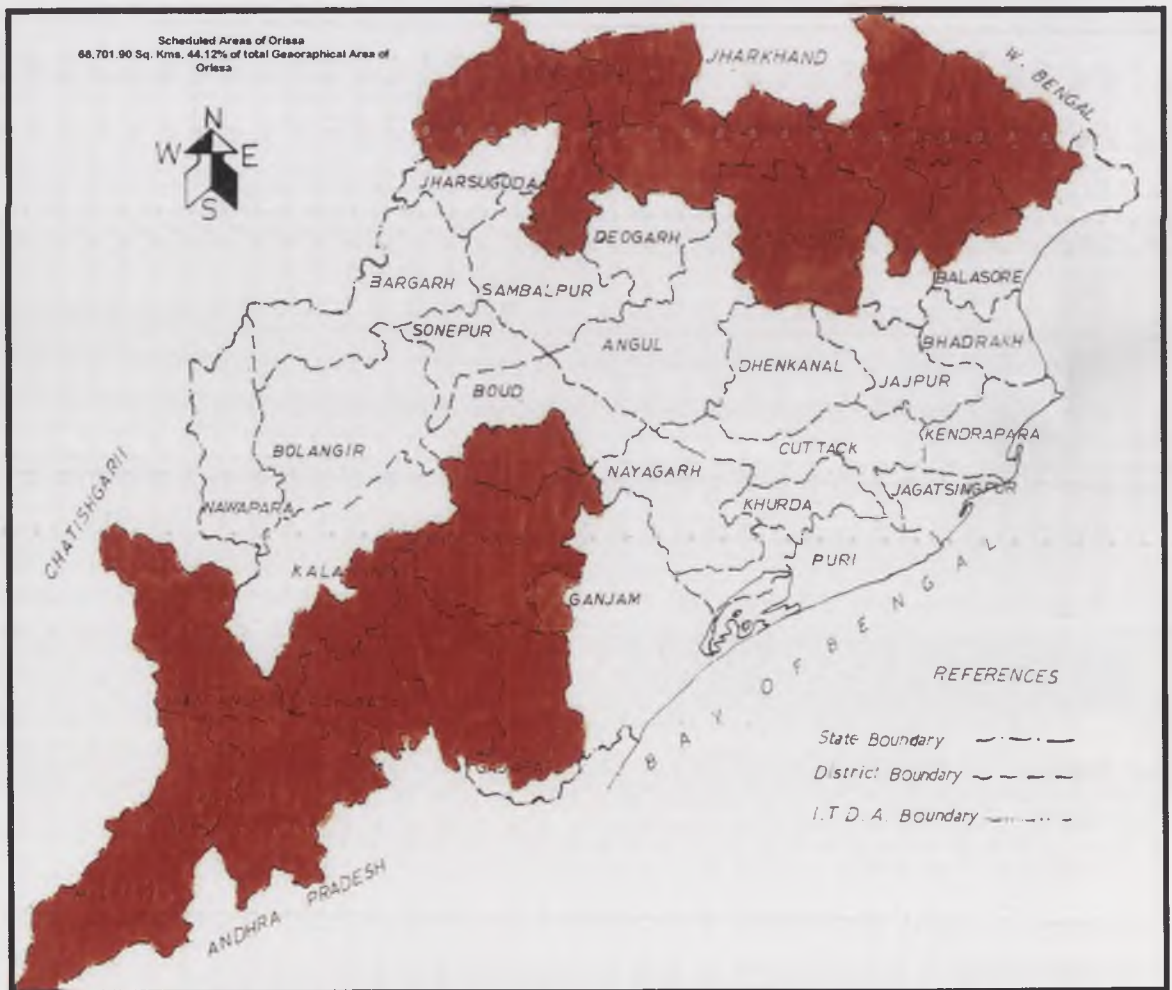 Scheduled Areas of Orissa
68,701.90 Sq. Kms. 44.12% of total Geaoraphical Area of
Orissa
N
W E
S
JHARKHAND
W. BENGAL
JHARSUGUDA
DEOGARH
BALASORE
BARGARH
SAMBALPUR
SONEPUR
ANGUL
BHADRAKH
DHENKANAL
JAJPUR
BOUD
BOLANGIR
CUTTACK
KENDRAPARA
NAYAGARH
JAGATSINGPUR
NAWAPARA
KHURDA
CHATISHGARH
PURI
GANJAM
BAY OF BENGAL
ANDHRA PRADESH
REFERENCES
State Boundary
District Boundary
I.T D. A. Boundary